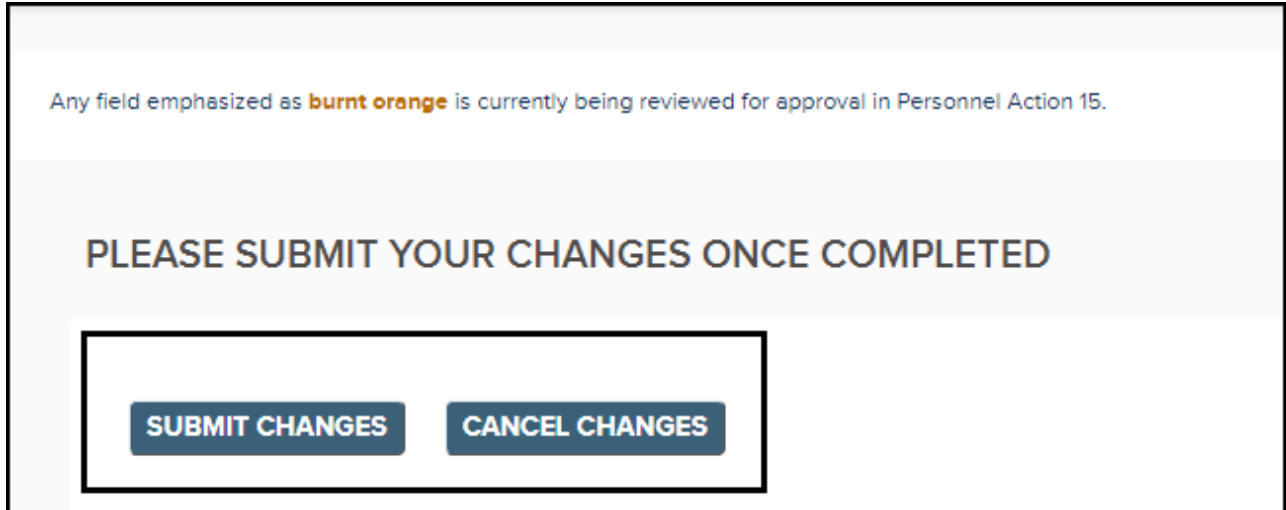 Any field emphasized as burnt orange is currently being reviewed for approval in Personnel Action 15.
PLEASE SUBMIT YOUR CHANGES ONCE COMPLETED
SUBMIT CHANGES CANCEL CHANGES